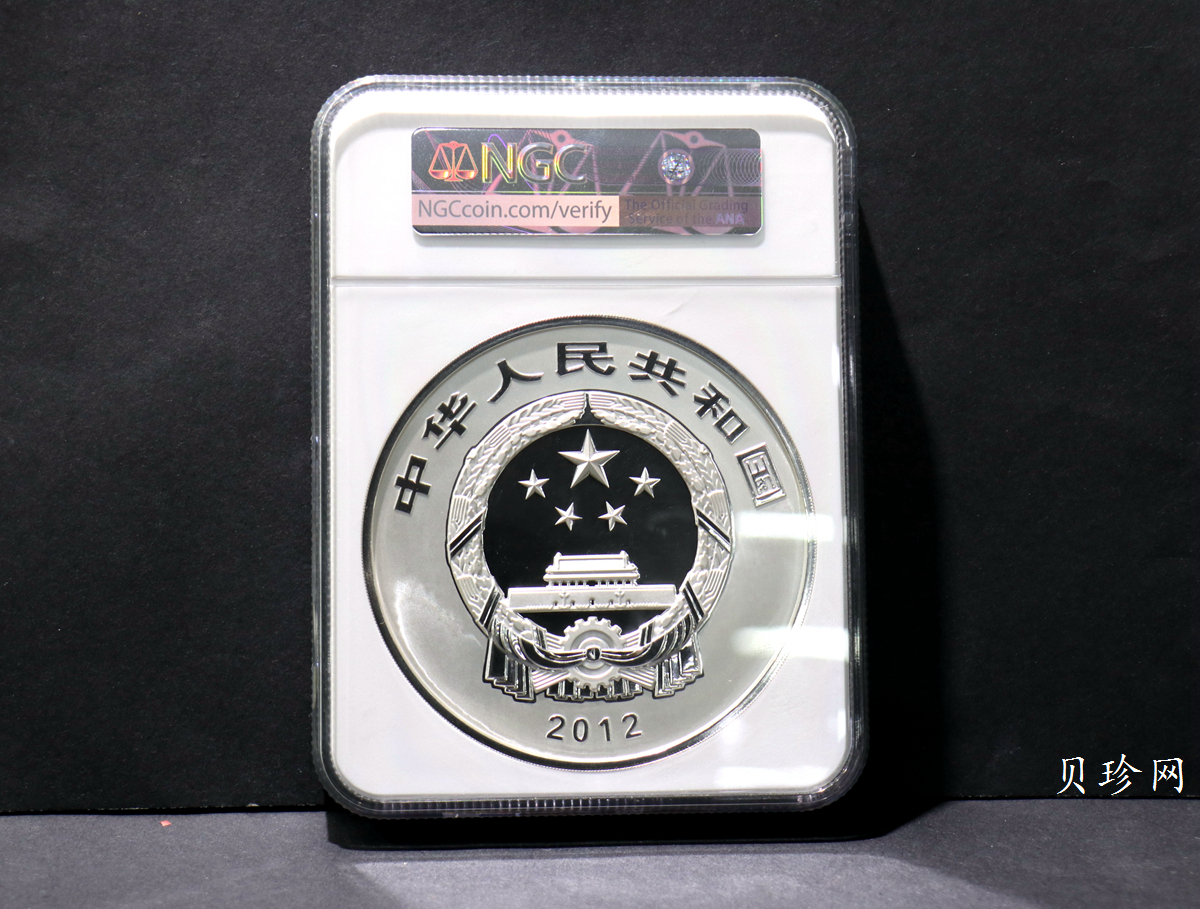 NGC
NGCcoin.com/verify
The Official Grading
Service of the ANA
中华人民共和国
2012
贝珍网